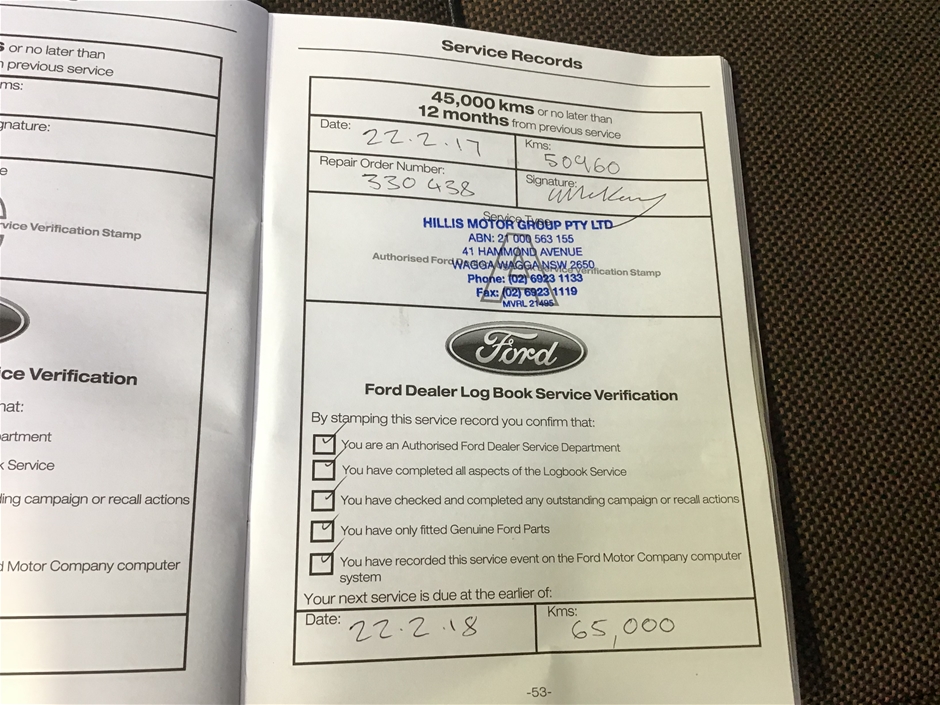 or no later than
previous service
ms:
gnature:
e
rvice Verification Stamp
ce Verification
hat:
artment
k Service
ing campaign or recall actions
d Motor Company computer
Service Records
45,000 kms or no later than
12 months from previous service
Date: 22.2.17
Kms: 50960
Repair Order Number: 330 438
Signature:
Service Type
HILLIS MOTOR GROUP PTY LTD
ABN: 21 000 563 155
41 HAMMOND AVENUE
Authorised Ford Service Verification Stamp
WAGGA WAGGA NSW 2650
A
Phone: (02) 6923 1133
Fax: (02) 6923 1119
MVRL 21495
Ford
Ford Dealer Log Book Service Verification
By stamping this service record you confirm that:
You are an Authorised Ford Dealer Service Department
You have completed all aspects of the Logbook Service
You have checked and completed any outstanding campaign or recall actions
You have only fitted Genuine Ford Parts
You have recorded this service event on the Ford Motor Company computer
system
Your next service is due at the earlier of:
Date: 22.2.18
Kms: 65,000
-53-